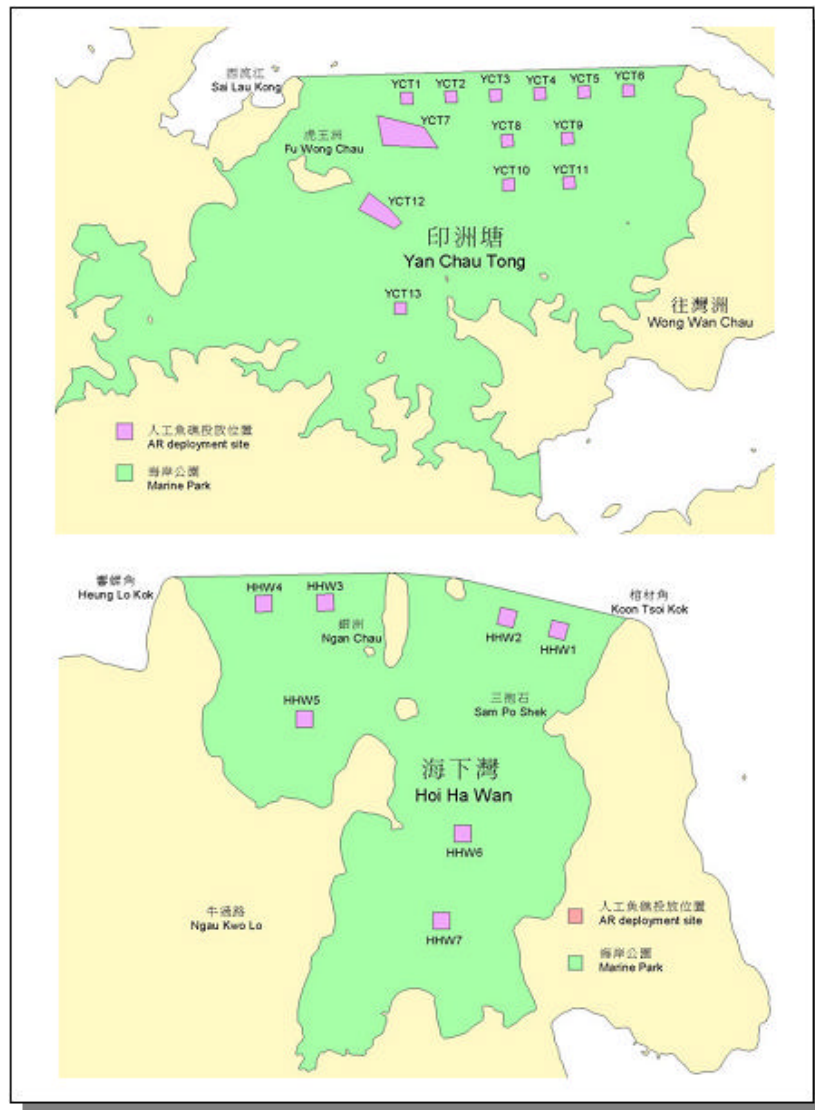 西流江
Sai Lau Kong
YCT1
YCT2
YCT3
YCT4
YCT5
YCT6
YCT7
虎王洲
Fu Wong Chau
YCT8
YCT9
YCT10
YCT11
YCT12
印洲塘
Yan Chau Tong
YCT13
往灣洲
Wong Wan Chau
人工魚礁投放位置
AR deployment site
海岸公園
Marine Park
響螺角
Heung Lo Kok
HHW4
HHW3
棺材角
Koon Tsoi Kok
銀洲
Ngan Chau
HHW2
HHW1
HHW5
三抱石
Sam Po Shek
海下灣
Hoi Ha Wan
HHW6
牛過路
Ngau Kwo Lo
HHW7
人工魚礁投放位置
AR deployment site
海岸公園
Marine Park